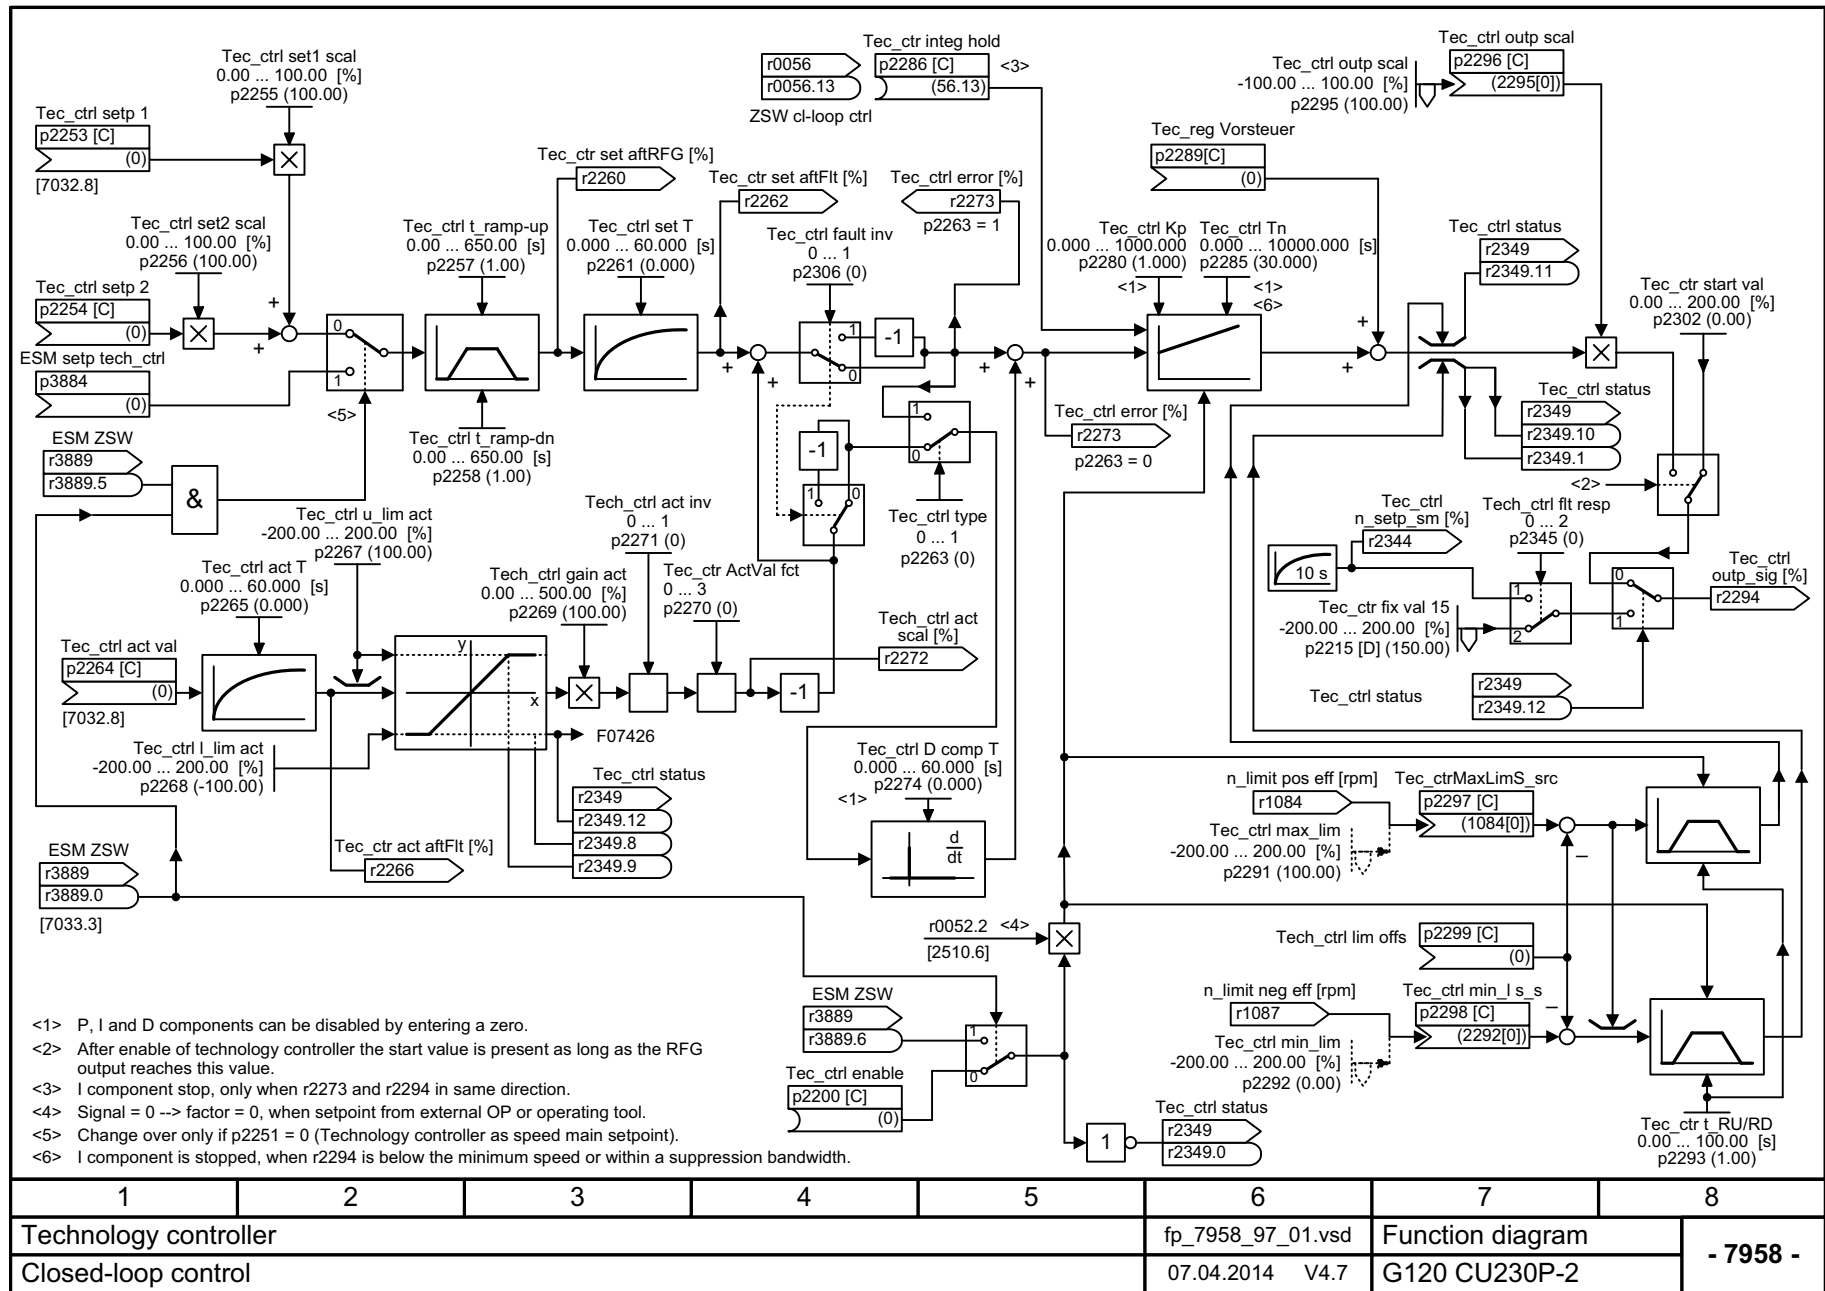 Tec_ctrl set1 scal
0.00 ... 100.00 [%]
p2255 (100.00)
Tec_ctrl setp 1
p2253 [C]
(0)
[7032.8]
Tec_ctrl set2 scal
0.00 ... 100.00 [%]
p2256 (100.00)
Tec_ctrl setp 2
p2254 [C]
(0)
+
+
ESM setp tech_ctrl
p3884
(0)
0
1
<5>
ESM ZSW
r3889
r3889.5
&
Tec_ctrl t_ramp-up
0.00 ... 650.00 [s]
p2257 (1.00)
Tec_ctrl t_ramp-dn
0.00 ... 650.00 [s]
p2258 (1.00)
Tec_ctr set aftRFG [%]
r2260
Tec_ctrl set T
0.000 ... 60.000 [s]
p2261 (0.000)
Tec_ctr set aftFlt [%]
r2262
Tec_ctrl fault inv
0 ... 1
p2306 (0)
+
+
1
0
-1
r0056
r0056.13
ZSW cl-loop ctrl
Tec_ctr integ hold
p2286 [C]
(56.13)
<3>
Tec_ctrl error [%]
r2273
p2263 = 1
+
+
Tec_ctrl error [%]
r2273
p2263 = 0
Tec_reg Vorsteuer
p2289[C]
(0)
Tec_ctrl Kp
0.000 ... 1000.000
p2280 (1.000)
<1>
Tec_ctrl Tn
0.000 ... 10000.000 [s]
p2285 (30.000)
<1>
<6>
+
+
Tec_ctrl outp scal
-100.00 ... 100.00 [%]
p2295 (100.00)
Tec_ctrl outp scal
p2296 [C]
(2295[0])
Tec_ctrl status
r2349
r2349.11
Tec_ctrl status
r2349
r2349.10
r2349.1
Tec_ctr start val
0.00 ... 200.00 [%]
p2302 (0.00)
<2>
-1
1
0
1
0
Tec_ctrl type
0 ... 1
p2263 (0)
Tec_ctrl u_lim act
-200.00 ... 200.00 [%]
p2267 (100.00)
Tec_ctrl act T
0.000 ... 60.000 [s]
p2265 (0.000)
Tec_ctrl act val
p2264 [C]
(0)
[7032.8]
Tec_ctrl l_lim act
-200.00 ... 200.00 [%]
p2268 (-100.00)
y
x
F07426
Tech_ctrl gain act
0.00 ... 500.00 [%]
p2269 (100.00)
Tech_ctrl act inv
0 ... 1
p2271 (0)
Tec_ctr ActVal fct
0 ... 3
p2270 (0)
-1
Tech_ctrl act
scal [%]
r2272
Tec_ctrl status
r2349
r2349.12
r2349.8
r2349.9
Tec_ctr act aftFlt [%]
r2266
ESM ZSW
r3889
r3889.0
[7033.3]
Tec_ctrl D comp T
0.000 ... 60.000 [s]
p2274 (0.000)
<1>
d
dt
r0052.2 <4>
[2510.6]
ESM ZSW
r3889
r3889.6
1
0
Tec_ctrl enable
p2200 [C]
(0)
1
Tec_ctrl status
r2349
r2349.0
10 s
Tec_ctrl
n_setp_sm [%]
r2344
Tech_ctrl flt resp
0 ... 2
p2345 (0)
1
2
Tec_ctr fix val 15
-200.00 ... 200.00 [%]
p2215 [D] (150.00)
0
1
Tec_ctrl
outp_sig [%]
r2294
Tec_ctrl status
r2349
r2349.12
n_limit pos eff [rpm]
r1084
Tec_ctrl max_lim
-200.00 ... 200.00 [%]
p2291 (100.00)
Tec_ctrMaxLimS_src
p2297 [C]
(1084[0])
–
Tech_ctrl lim offs
p2299 [C]
(0)
n_limit neg eff [rpm]
r1087
Tec_ctrl min_lim
-200.00 ... 200.00 [%]
p2292 (0.00)
Tec_ctrl min_l s_s
p2298 [C]
(2292[0])
–
Tec_ctr t_RU/RD
0.00 ... 100.00 [s]
p2293 (1.00)
<1> P, I and D components can be disabled by entering a zero.
<2> After enable of technology controller the start value is present as long as the RFG
output reaches this value.
<3> I component stop, only when r2273 and r2294 in same direction.
<4> Signal = 0 --> factor = 0, when setpoint from external OP or operating tool.
<5> Change over only if p2251 = 0 (Technology controller as speed main setpoint).
<6> I component is stopped, when r2294 is below the minimum speed or within a suppression bandwidth.
1 2 3 4 5 6 7 8
Technology controller
fp_7958_97_01.vsd
Function diagram
- 7958 -
Closed-loop control
07.04.2014 V4.7
G120 CU230P-2